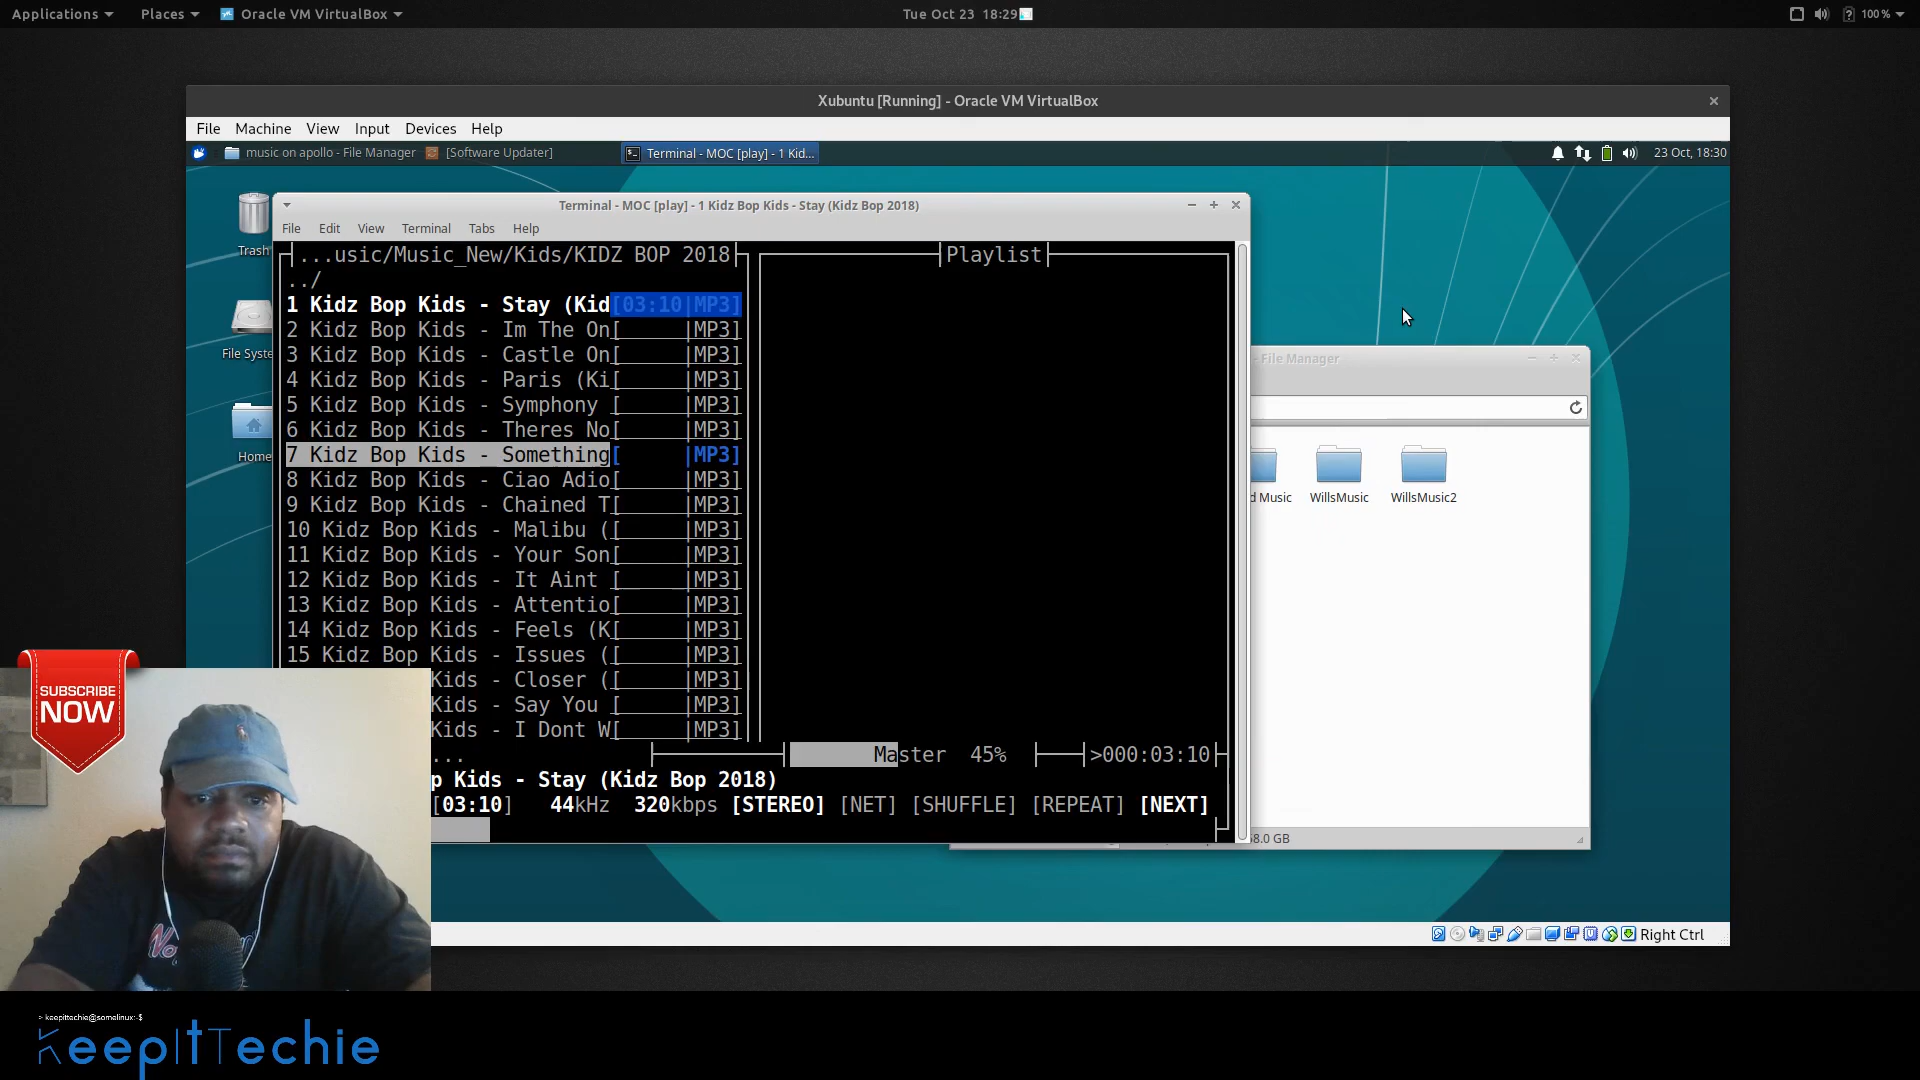 Applications Places Oracle VM VirtualBox Tue Oct 23 18:29 100%
Xubuntu [Running] - Oracle VM VirtualBox
File Machine View Input Devices Help
music on apollo - File Manager [Software Updater] Terminal - MOC [play] - 1 Kid... 23 Oct, 18:30
Terminal - MOC [play] - 1 Kidz Bop Kids - Stay (Kidz Bop 2018)
File Edit View Terminal Tabs Help
Trash
File Syste
Home
...usic/Music_New/Kids/KIDZ BOP 2018
Playlist
../
1 Kidz Bop Kids - Stay (Kid[03:10|MP3]
2 Kidz Bop Kids - Im The On[ |MP3]
3 Kidz Bop Kids - Castle On[ |MP3]
4 Kidz Bop Kids - Paris (Ki[ |MP3]
5 Kidz Bop Kids - Symphony [ |MP3]
6 Kidz Bop Kids - Theres No[ |MP3]
7 Kidz Bop Kids - Something[ |MP3]
8 Kidz Bop Kids - Ciao Adio[ |MP3]
9 Kidz Bop Kids - Chained T[ |MP3]
10 Kidz Bop Kids - Malibu ([ |MP3]
11 Kidz Bop Kids - Your Son[ |MP3]
12 Kidz Bop Kids - It Aint [ |MP3]
13 Kidz Bop Kids - Attentio[ |MP3]
14 Kidz Bop Kids - Feels (K[ |MP3]
15 Kidz Bop Kids - Issues ([ |MP3]
Kids - Closer ([ |MP3]
Kids - Say You [ |MP3]
Kids - I Dont W[ |MP3]
... Master 45% >000:03:10
p Kids - Stay (Kidz Bop 2018)
[03:10] 44kHz 320kbps [STEREO] [NET] [SHUFFLE] [REPEAT] [NEXT]
- File Manager
d Music WillsMusic WillsMusic2
8.0 GB
Right Ctrl
SUBSCRIBE
NOW
> keepittechie@somelinux:~$
KeepItTechie